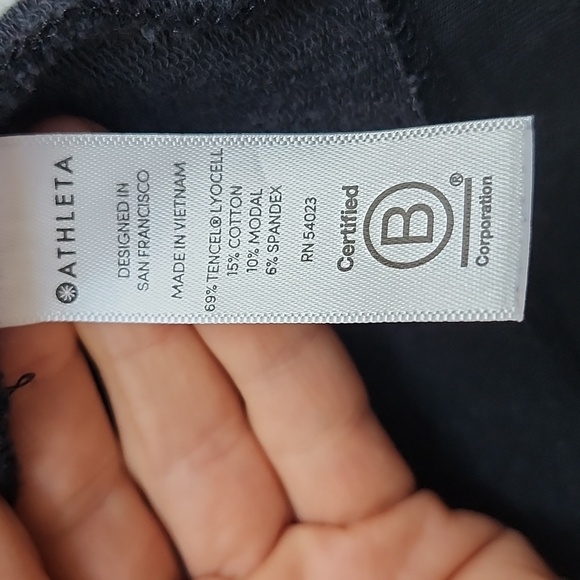 ATHLETA
DESIGNED IN
SAN FRANCISCO
MADE IN VIETNAM
69% TENCEL® LYOCELL
15% COTTON
10% MODAL
6% SPANDEX
RN 54023
Certified
B®
Corporation